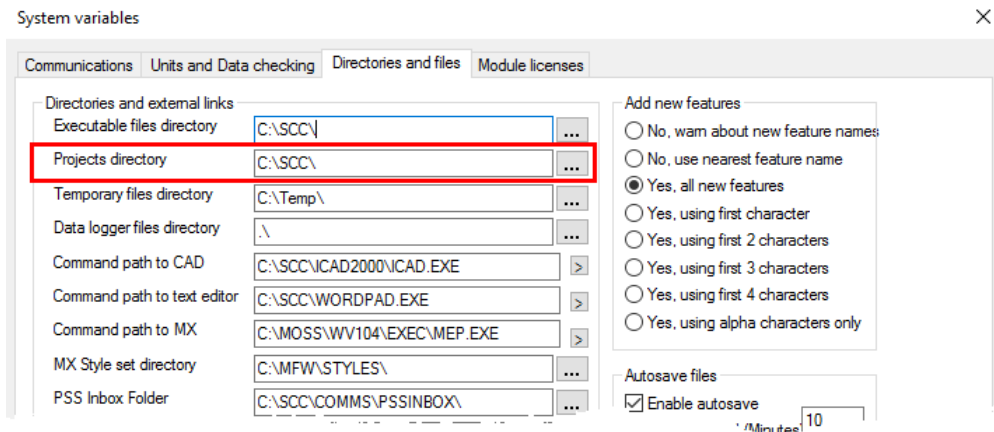 System variables
Communications Units and Data checking Directories and files Module licenses
Directories and external links
Executable files directory C:\SCC\ ...
Projects directory C:\SCC\ ...
Temporary files directory C:\Temp\ ...
Data logger files directory .\ ...
Command path to CAD C:\SCC\ICAD2000\ICAD.EXE >
Command path to text editor C:\SCC\WORDPAD.EXE >
Command path to MX C:\MOSS\WV104\EXEC\MEP.EXE >
MX Style set directory C:\MFW\STYLES\ ...
PSS Inbox Folder C:\SCC\COMMS\PSSINBOX\ ...
Add new features
No, warn about new feature names
No, use nearest feature name
Yes, all new features
Yes, using first character
Yes, using first 2 characters
Yes, using first 3 characters
Yes, using first 4 characters
Yes, using alpha characters only
Autosave files
Enable autosave
(Minutes) 10